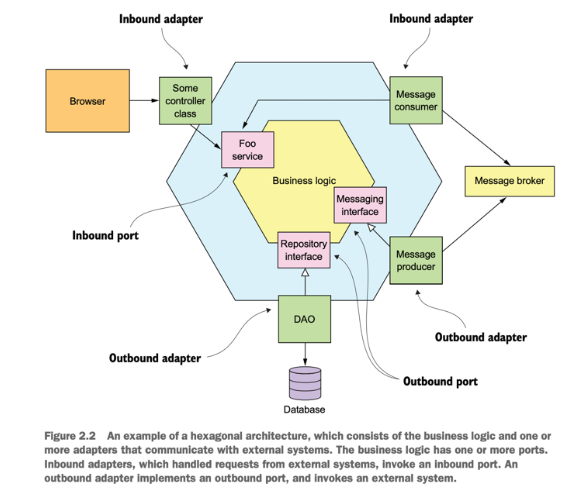 Inbound adapter
Inbound adapter
Browser
Some
controller
class
Message
consumer
Foo
service
Business logic
Message broker
Messaging
interface
Inbound port
Repository
interface
Message
producer
DAO
Outbound adapter
Outbound adapter
Outbound port
Database
Figure 2.2 An example of a hexagonal architecture, which consists of the business logic and one or
more adapters that communicate with external systems. The business logic has one or more ports.
Inbound adapters, which handled requests from external systems, invoke an inbound port. An
outbound adapter implements an outbound port, and invokes an external system.